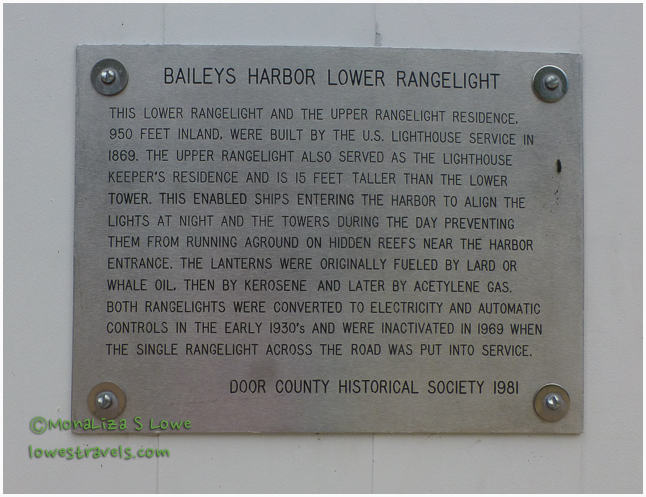 BAILEYS HARBOR LOWER RANGELIGHT
THIS LOWER RANGELIGHT AND THE UPPER RANGELIGHT RESIDENCE,
950 FEET INLAND, WERE BUILT BY THE U.S. LIGHTHOUSE SERVICE IN
1869. THE UPPER RANGELIGHT ALSO SERVED AS THE LIGHTHOUSE
KEEPER'S RESIDENCE AND IS 15 FEET TALLER THAN THE LOWER
TOWER. THIS ENABLED SHIPS ENTERING THE HARBOR TO ALIGN THE
LIGHTS AT NIGHT AND THE TOWERS DURING THE DAY PREVENTING
THEM FROM RUNNING AGROUND ON HIDDEN REEFS NEAR THE HARBOR
ENTRANCE. THE LANTERNS WERE ORIGINALLY FUELED BY LARD OR
WHALE OIL, THEN BY KEROSENE AND LATER BY ACETYLENE GAS.
BOTH RANGELIGHTS WERE CONVERTED TO ELECTRICITY AND AUTOMATIC
CONTROLS IN THE EARLY 1930's AND WERE INACTIVATED IN 1969 WHEN
THE SINGLE RANGELIGHT ACROSS THE ROAD WAS PUT INTO SERVICE.
DOOR COUNTY HISTORICAL SOCIETY 1981
©MonaLiza S Lowe
lowestravels.com